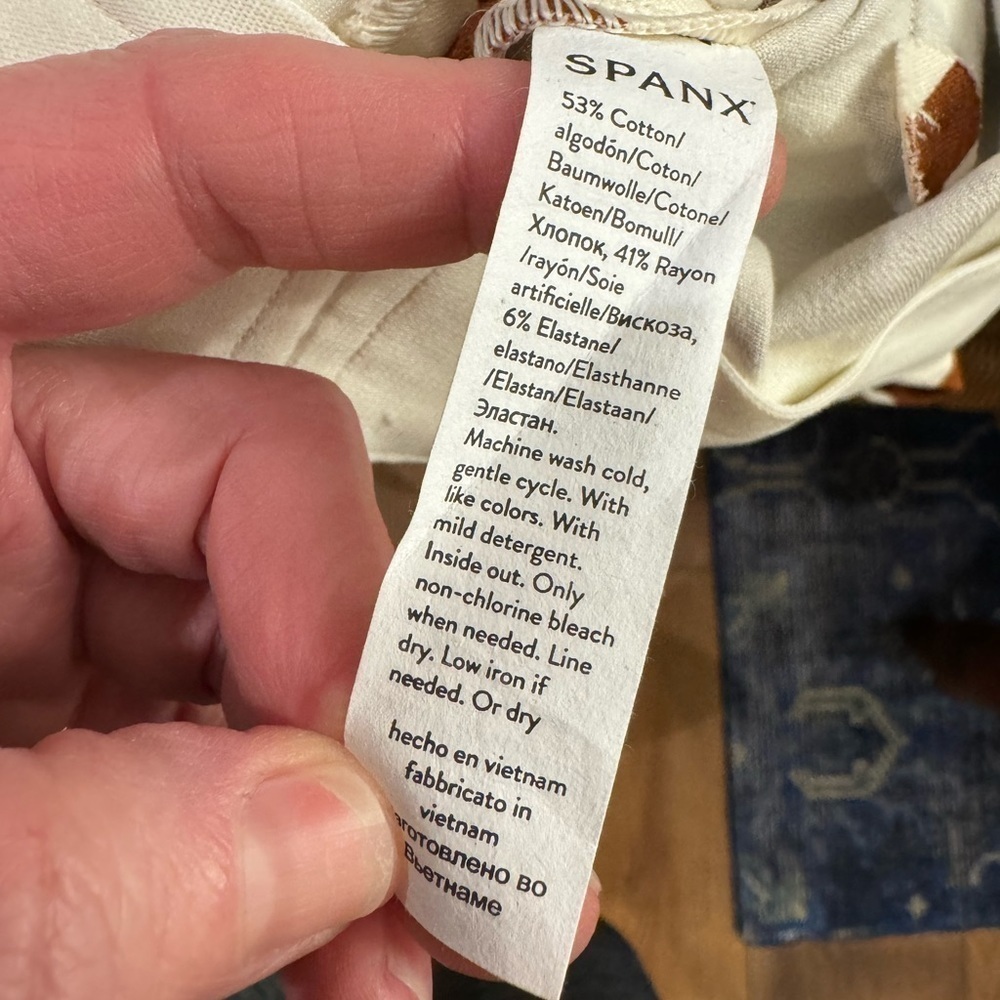 SPANX
53% Cotton/
algodón/Coton/
Baumwolle/Cotone/
Katoen/Bomull/
Хлопок, 41% Rayon
/rayón/Soie
artificielle/Вискоза,
6% Elastane/
elastano/Elasthanne
/Elastan/Elastaan/
Эластан.
Machine wash cold,
gentle cycle. With
like colors. With
mild detergent.
Inside out. Only
non-chlorine bleach
when needed. Line
dry. Low iron if
needed. Or dry
hecho en vietnam
fabbricato in
vietnam
во
Вьетнаме